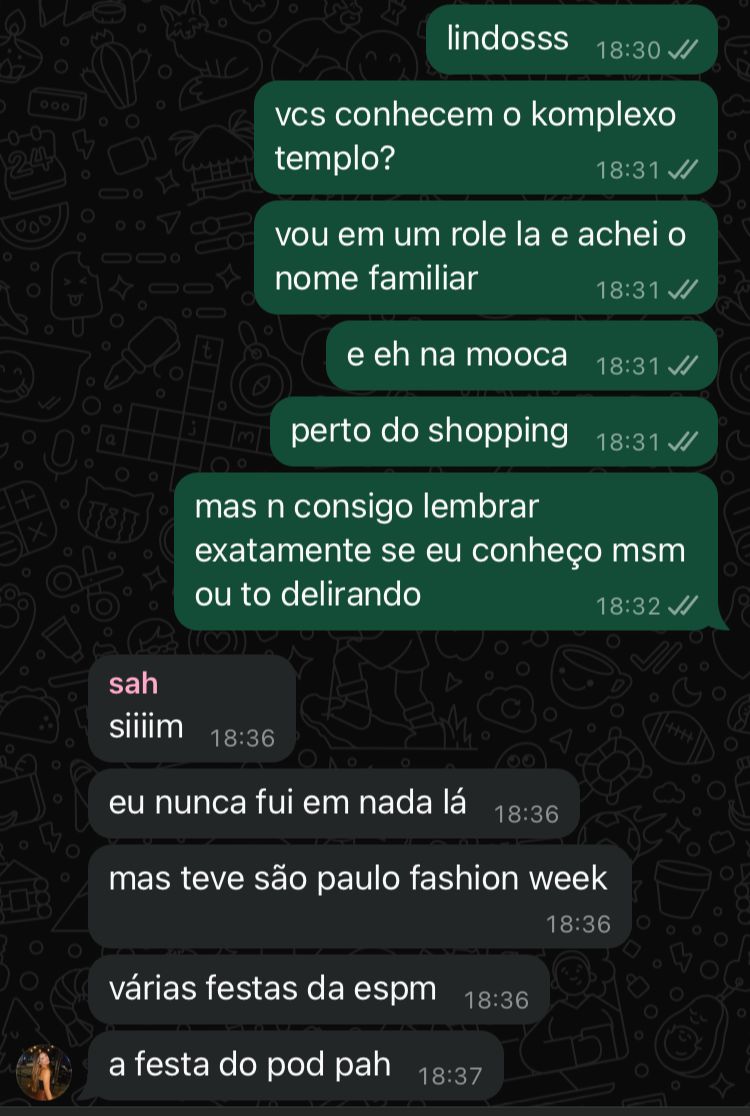 lindosss 18:30
vcs conhecem o komplexo
templo? 18:31
vou em um role la e achei o
nome familiar 18:31
e eh na mooca 18:31
perto do shopping 18:31
mas n consigo lembrar
exatamente se eu conheço msm
ou to delirando 18:32
sah
siiiim 18:36
eu nunca fui em nada lá 18:36
mas teve são paulo fashion week
18:36
várias festas da espm 18:36
a festa do pod pah 18:37